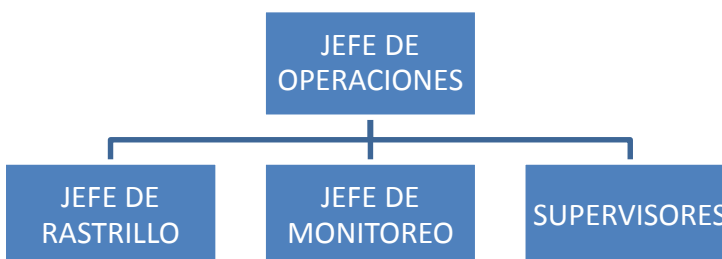 JEFE DE
OPERACIONES
JEFE DE
RASTRILLO
JEFE DE
MONITOREO
SUPERVISORES